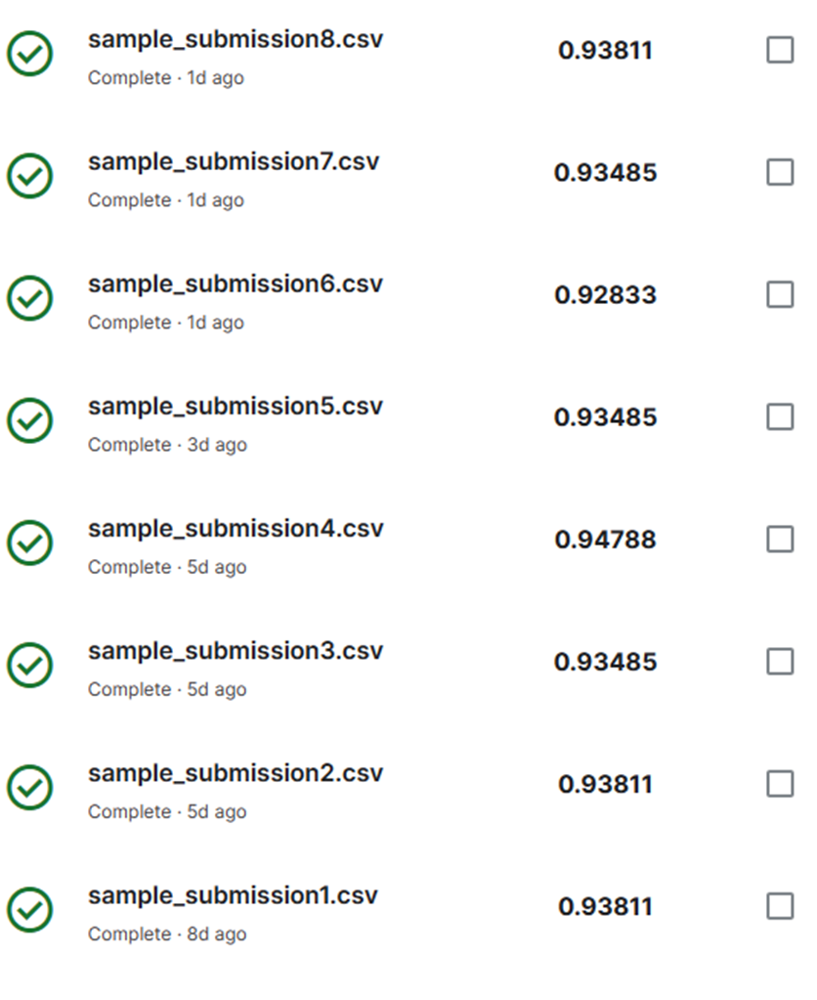 sample_submission8.csv
0.93811
Complete · 1d ago
sample_submission7.csv
0.93485
Complete · 1d ago
sample_submission6.csv
0.92833
Complete · 1d ago
sample_submission5.csv
0.93485
Complete · 3d ago
sample_submission4.csv
0.94788
Complete · 5d ago
sample_submission3.csv
0.93485
Complete · 5d ago
sample_submission2.csv
0.93811
Complete · 5d ago
sample_submission1.csv
0.93811
Complete · 8d ago